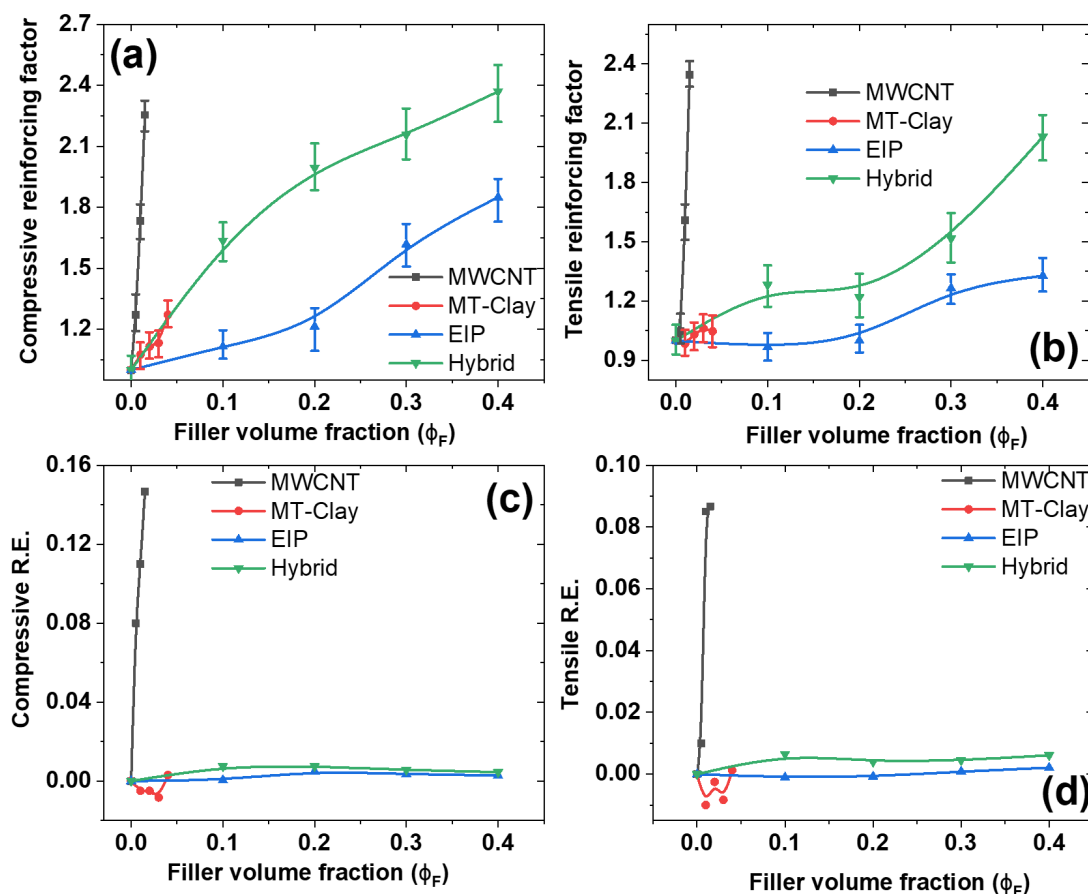 (a)
Compressive reinforcing factor
2.7
2.4
2.1
1.8
1.5
1.2
MWCNT
MT-Clay
EIP
Hybrid
0.0 0.1 0.2 0.3 0.4
Filler volume fraction (ϕF)
(b)
Tensile reinforcing factor
2.4
2.1
1.8
1.5
1.2
0.9
MWCNT
MT-Clay
EIP
Hybrid
0.0 0.1 0.2 0.3 0.4
Filler volume fraction (ϕF)
(c)
Compressive R.E.
0.16
0.12
0.08
0.04
0.00
MWCNT
MT-Clay
EIP
Hybrid
0.0 0.1 0.2 0.3 0.4
Filler volume fraction (ϕF)
(d)
Tensile R.E.
0.10
0.08
0.06
0.04
0.02
0.00
MWCNT
MT-Clay
EIP
Hybrid
0.0 0.1 0.2 0.3 0.4
Filler volume fraction (ϕF)